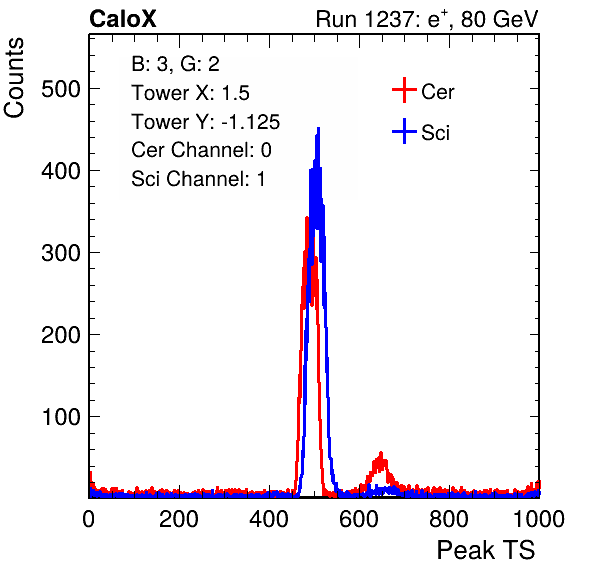 CaloX Run 1237: e+, 80 GeV
Counts
B: 3, G: 2
Tower X: 1.5
Tower Y: -1.125
Cer Channel: 0
Sci Channel: 1
Cer
Sci
500
400
300
200
100
0 200 400 600 800 1000
Peak TS